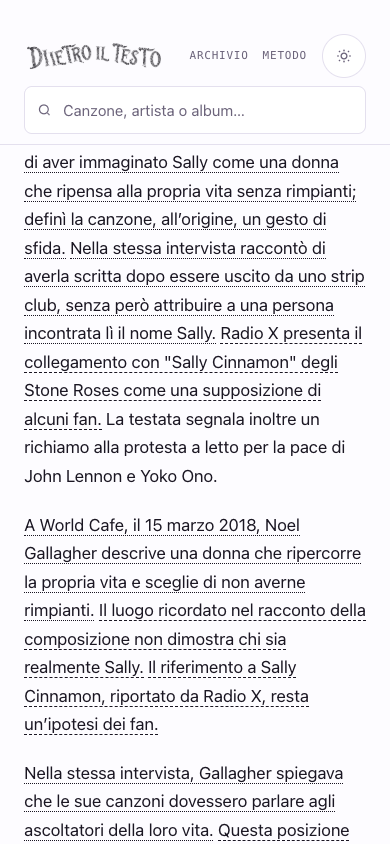 DIIETRO IL TESTO
ARCHIVIO METODO
Canzone, artista o album...
di aver immaginato Sally come una donna
che ripensa alla propria vita senza rimpianti;
definì la canzone, all'origine, un gesto di
sfida. Nella stessa intervista raccontò di
averla scritta dopo essere uscito da uno strip
club, senza però attribuire a una persona
incontrata lì il nome Sally. Radio X presenta il
collegamento con "Sally Cinnamon" degli
Stone Roses come una supposizione di
alcuni fan. La testata segnala inoltre un
richiamo alla protesta a letto per la pace di
John Lennon e Yoko Ono.
A World Cafe, il 15 marzo 2018, Noel
Gallagher descrive una donna che ripercorre
la propria vita e sceglie di non averne
rimpianti. Il luogo ricordato nel racconto della
composizione non dimostra chi sia
realmente Sally. Il riferimento a Sally
Cinnamon, riportato da Radio X, resta
un'ipotesi dei fan.
Nella stessa intervista, Gallagher spiegava
che le sue canzoni dovessero parlare agli
ascoltatori della loro vita. Questa posizione